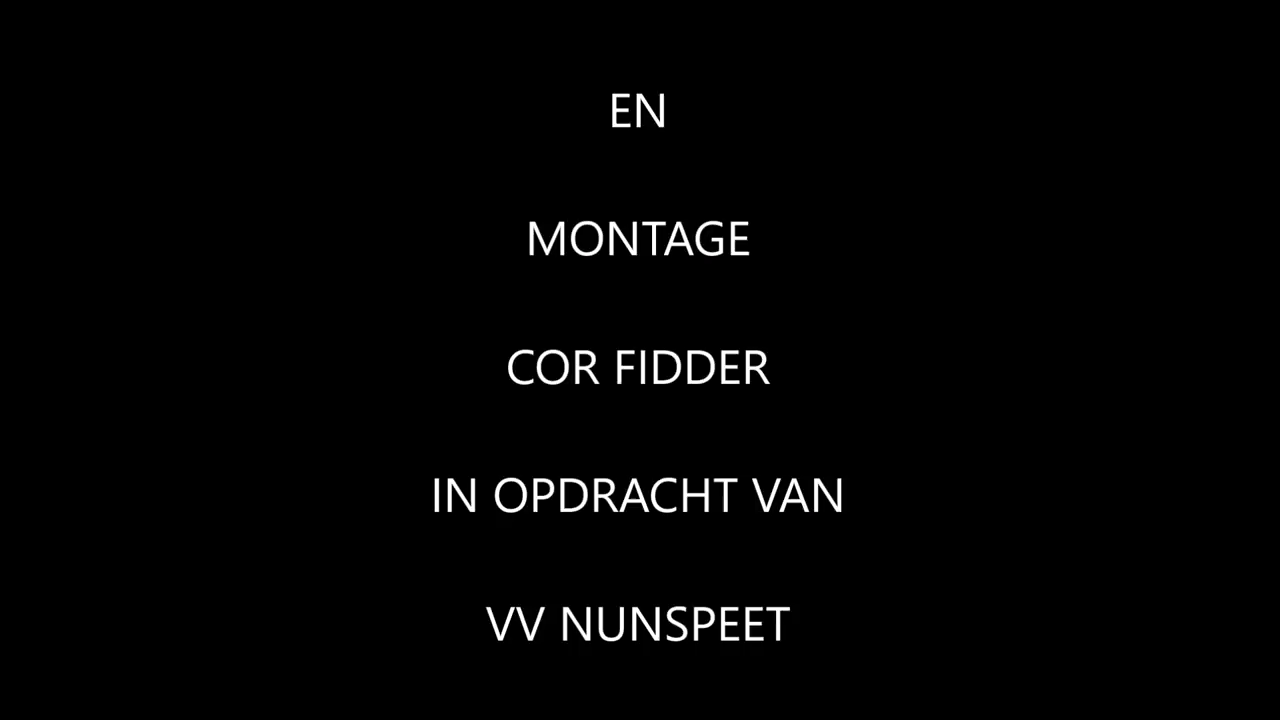 EN
MONTAGE
COR FIDDER
IN OPDRACHT VAN
VV NUNSPEET